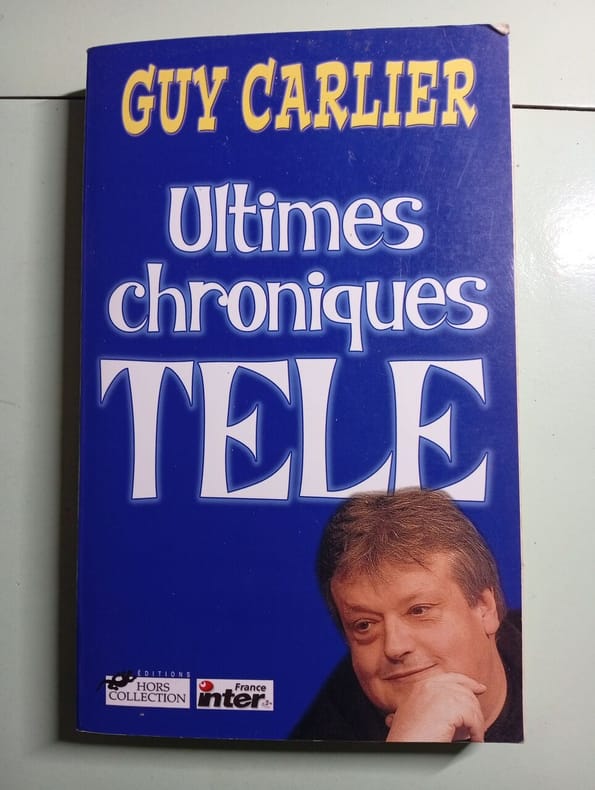 GUY CARLIER
Ultimes
chroniques
TELE
ÉDITIONS
HORS
COLLECTION
France
inter